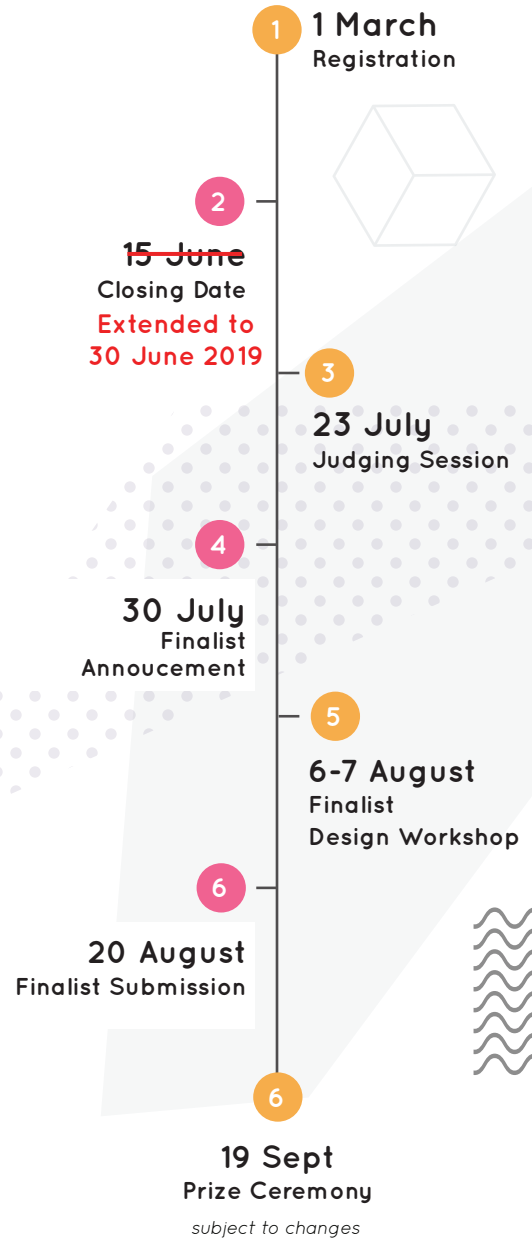 1
1 March
Registration
2
15 June
Closing Date
Extended to
30 June 2019
3
23 July
Judging Session
4
30 July
Finalist
Annoucement
5
6-7 August
Finalist
Design Workshop
6
20 August
Finalist Submission
6
19 Sept
Prize Ceremony
subject to changes